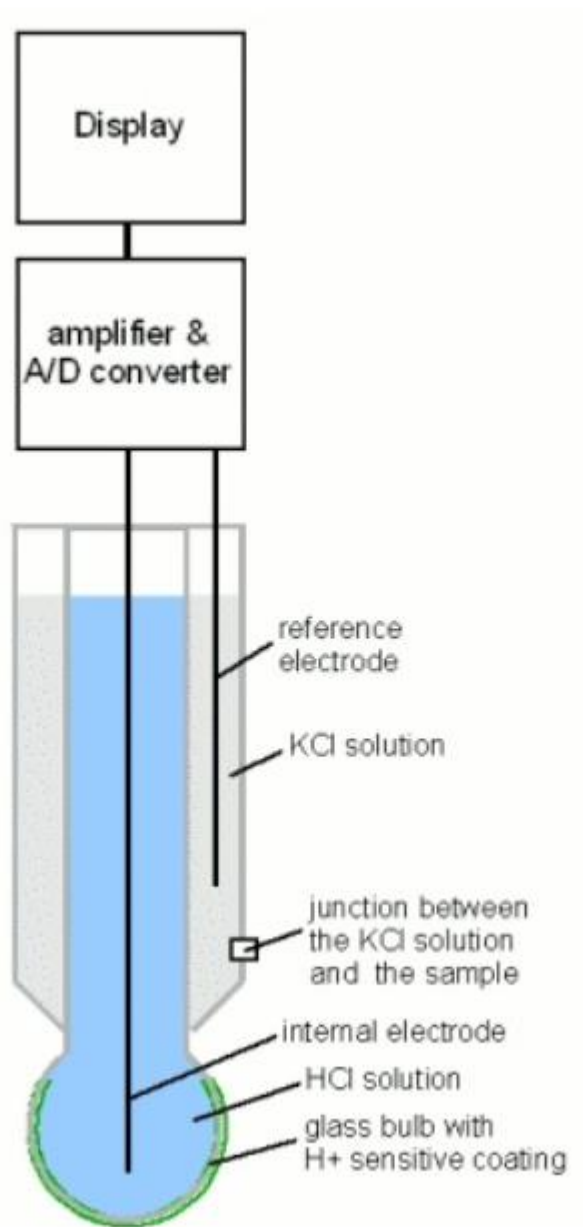 Display
amplifier &
A/D converter
reference
electrode
KCl solution
junction between
the KCl solution
and the sample
internal electrode
HCl solution
glass bulb with
H+ sensitive coating